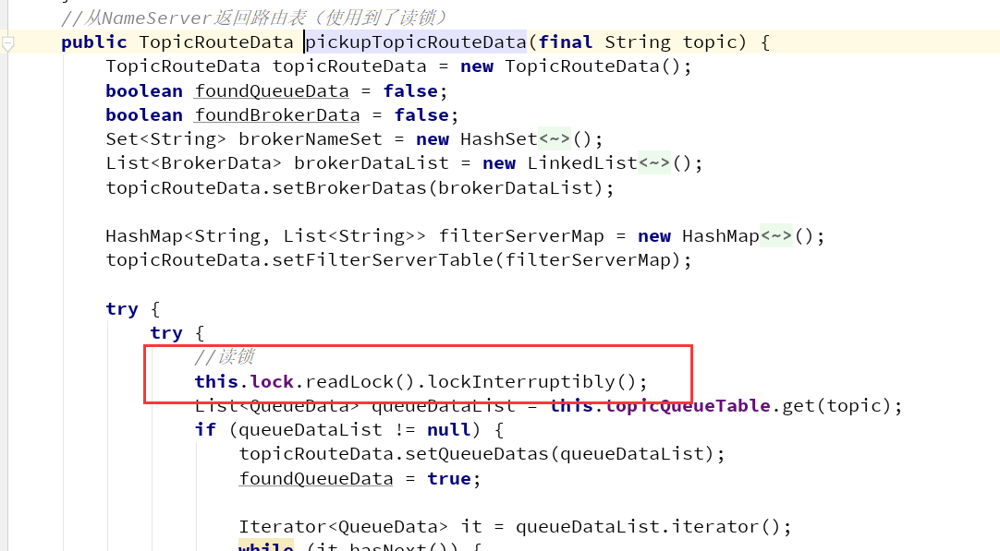 //从NameServer返回路由表（使用到了读锁）
public TopicRouteData pickupTopicRouteData(final String topic) {
TopicRouteData topicRouteData = new TopicRouteData();
boolean foundQueueData = false;
boolean foundBrokerData = false;
Set<String> brokerNameSet = new HashSet<~>();
List<BrokerData> brokerDataList = new LinkedList<~>();
topicRouteData.setBrokerDatas(brokerDataList);
HashMap<String, List<String>> filterServerMap = new HashMap<~>();
topicRouteData.setFilterServerTable(filterServerMap);
try {
try {
//读锁
this.lock.readLock().lockInterruptibly();
List<QueueData> queueDataList = this.topicQueueTable.get(topic);
if (queueDataList != null) {
topicRouteData.setQueueDatas(queueDataList);
foundQueueData = true;
Iterator<QueueData> it = queueDataList.iterator();
while (it.hasNext()) {